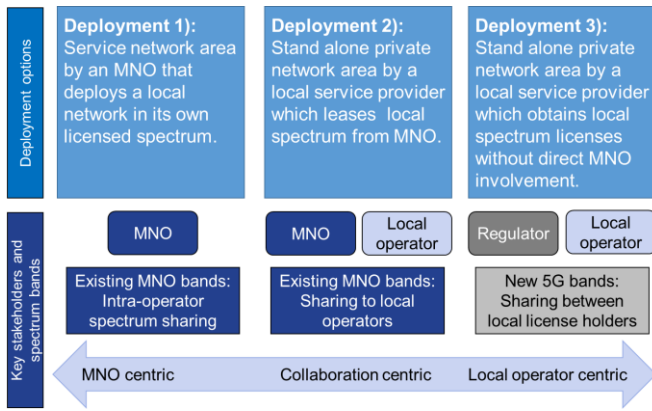 Deployment options
Deployment 1):
Service network area
by an MNO that
deploys a local
network in its own
licensed spectrum.
Deployment 2):
Stand alone private
network area by a
local service provider
which leases local
spectrum from MNO.
Deployment 3):
Stand alone private
network area by a
local service provider
which obtains local
spectrum licenses
without direct MNO
involvement.
Key stakeholders and
spectrum bands
MNO
MNO
Local
operator
Regulator
Local
operator
Existing MNO bands:
Intra-operator
spectrum sharing
Existing MNO bands:
Sharing to local
operators
New 5G bands:
Sharing between
local license holders
MNO centric
Collaboration centric
Local operator centric